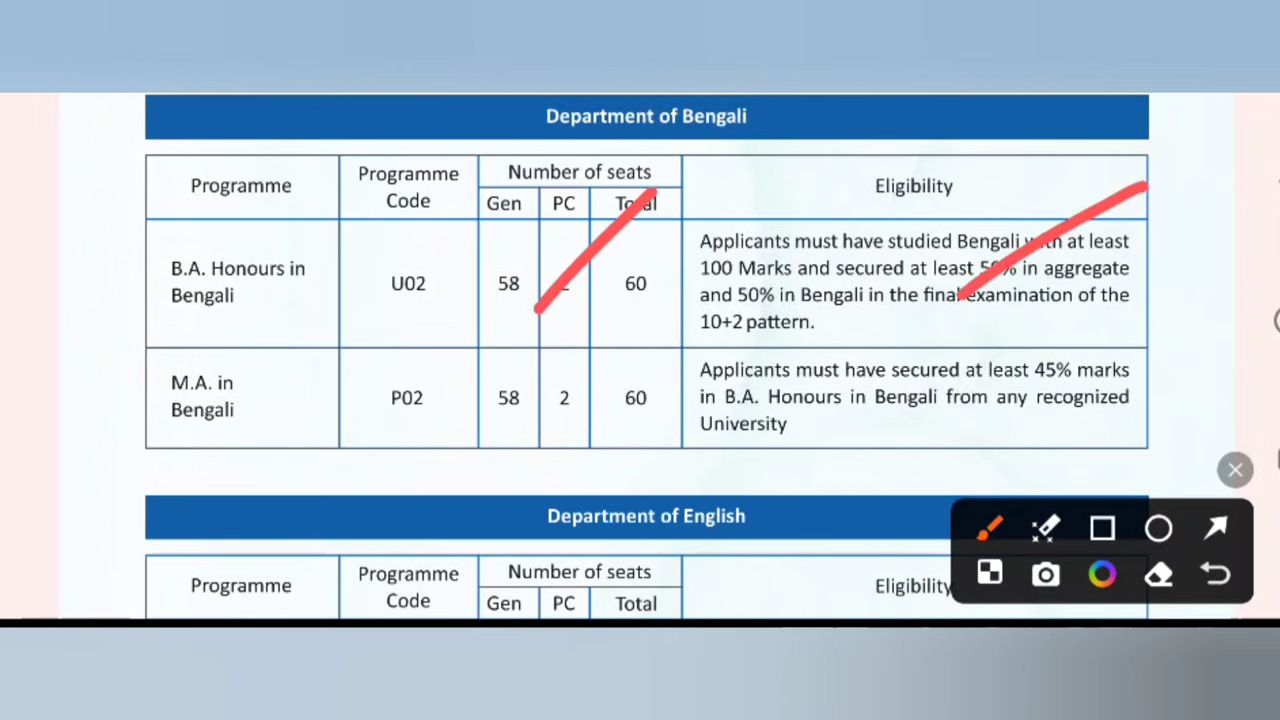 Department of Bengali
Programme
Programme
Code
Number of seats
Gen PC Total
Eligibility
B.A. Honours in
Bengali
U02
58
60
Applicants must have studied Bengali with at least
100 Marks and secured at least 50% in aggregate
and 50% in Bengali in the final examination of the
10+2 pattern.
M.A. in
Bengali
P02
58
2
60
Applicants must have secured at least 45% marks
in B.A. Honours in Bengali from any recognized
University
Department of English
Programme
Programme
Code
Number of seats
Gen PC Total
Eligibility